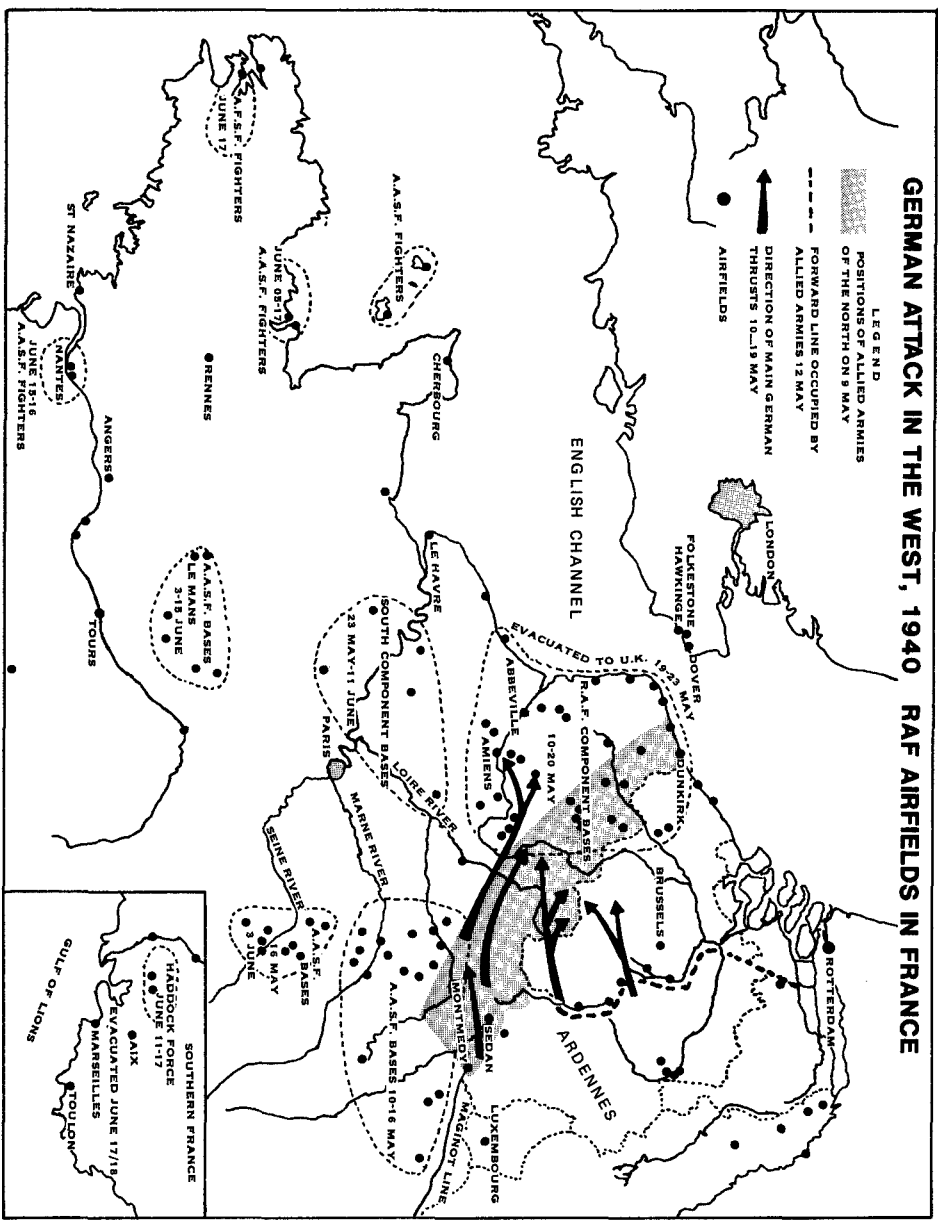 GERMAN ATTACK IN THE WEST, 1940 RAF AIRFIELDS IN FRANCE
LEGEND
POSITIONS OF ALLIED ARMIES
OF THE NORTH ON 9 MAY
FORWARD LINE OCCUPIED BY
ALLIED ARMIES 12 MAY
DIRECTION OF MAIN GERMAN
THRUSTS 10—19 MAY
AIRFIELDS
LONDON
FOLKESTONE
HAWKINGE
DOVER
ENGLISH CHANNEL
EVACUATED TO U.K. 19-23 MAY
DUNKIRK
R.A.F. COMPONENT BASES
10-20 MAY
ABBEVILLE
AMIENS
ROTTERDAM
BRUSSELS
ARDENNES
SEDAN
MONTMEDY
LUXEMBOURG
MAGINOT LINE
A.A.S.F. FIGHTERS
CHERBOURG
LE HAVRE
SOUTH COMPONENT BASES
23 MAY-11 JUNE
PARIS
LOIRE RIVER
MARNE RIVER
SEINE RIVER
A.A.S.F. BASES 10-16 MAY
A.A.S.F.
BASES
16 MAY
3 JUNE
A.F.S.F. FIGHTERS
JUNE 17
JUNE 05-17
A.A.S.F. FIGHTERS
RENNES
A.A.S.F. BASES
LE MANS
3-15 JUNE
ST NAZAIRE
NANTES
JUNE 15-16
A.A.S.F. FIGHTERS
ANGERS
TOURS
SOUTHERN FRANCE
HADDOCK FORCE
JUNE 11-17
EVACUATED JUNE 17/18
AIX
MARSEILLES
TOULON
GULF OF LIONS